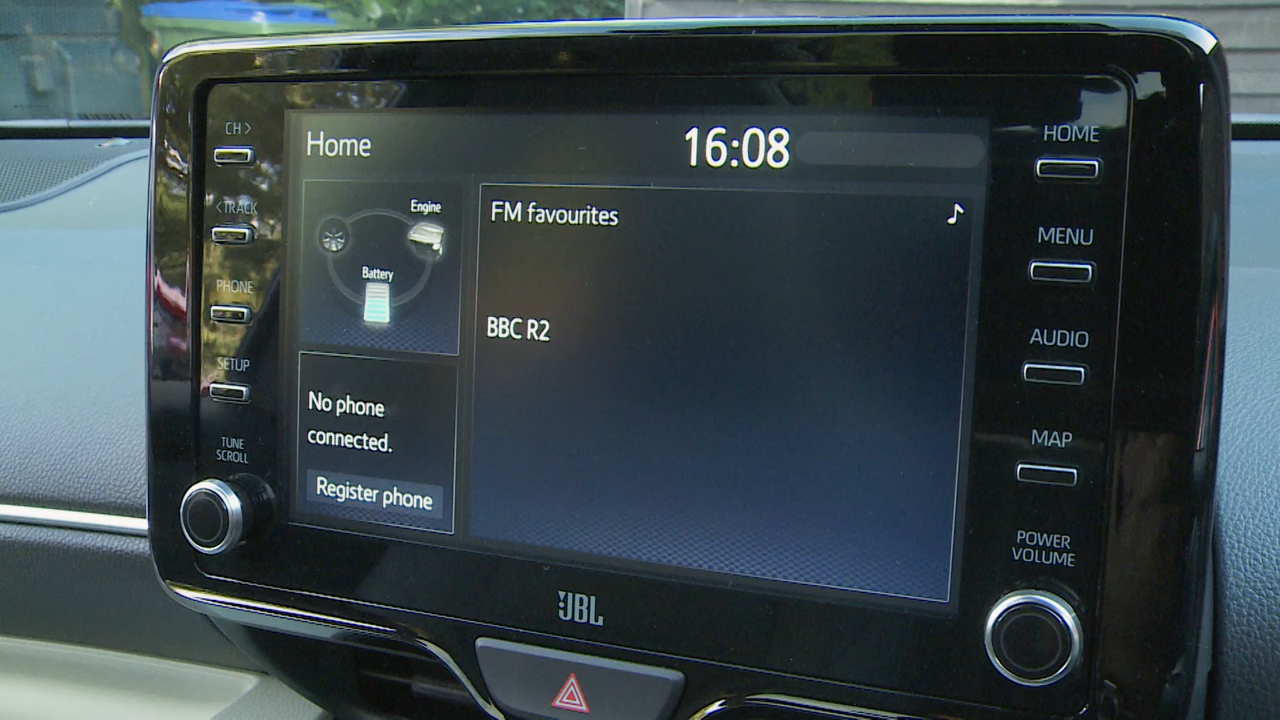 CH >
< TRACK
PHONE
SETUP
TUNE
SCROLL
Home
16:08
Engine
Battery
No phone
connected.
Register phone
FM favourites
BBC R2
HOME
MENU
AUDIO
MAP
POWER
VOLUME
JBL